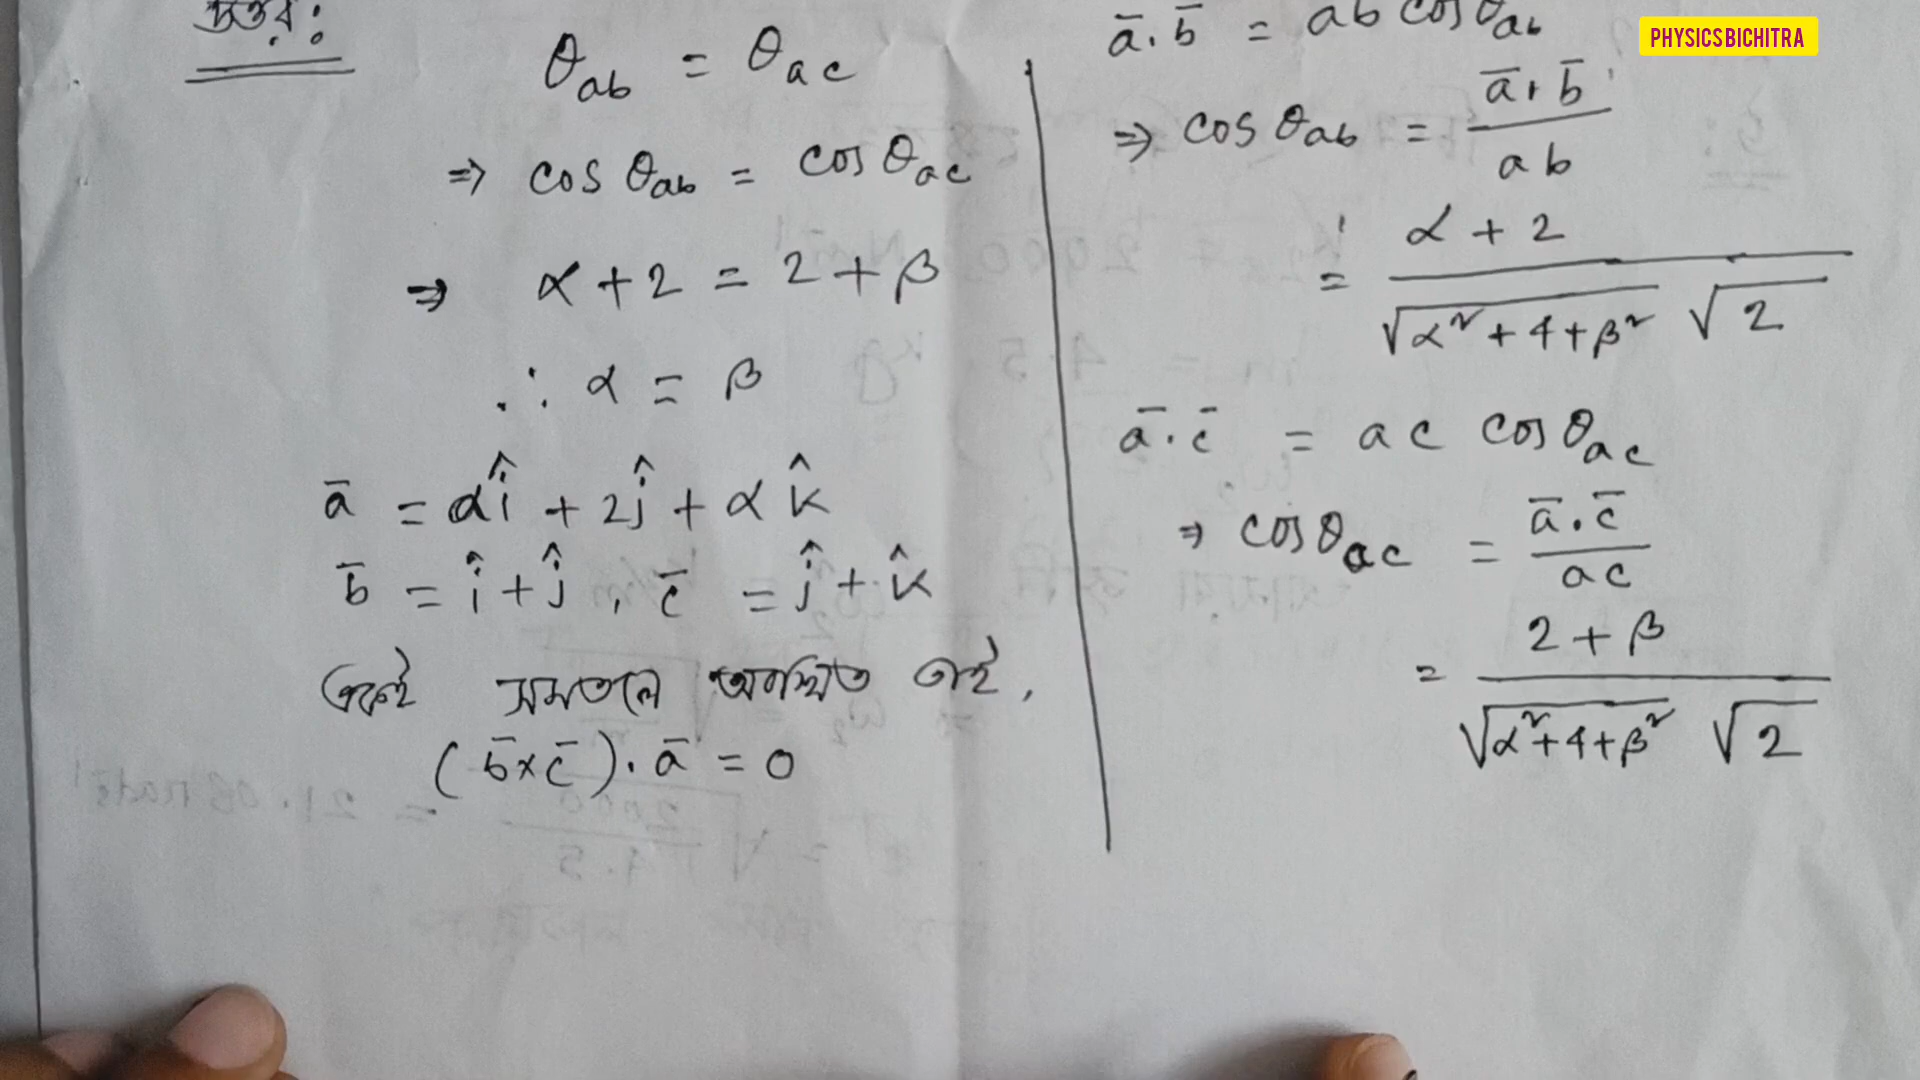 উত্তর:
θab = θac
⇒ cos θab = cos θac
⇒ α + 2 = 2 + β
∴ α = β
ā = αî + 2ĵ + αk̂
b̄ = î + ĵ , c̄ = ĵ + k̂
একই সমতলে অবস্থিত তাই,
(b̄ × c̄) . ā = 0
ā . b̄ = ab cos θab
⇒ cos θab = ā . b̄ / ab
= α + 2 / √α² + 4 + β² √2
ā . c̄ = ac cos θac
⇒ cos θac = ā . c̄ / ac
= 2 + β / √α² + 4 + β² √2
PHYSICS BICHITRA